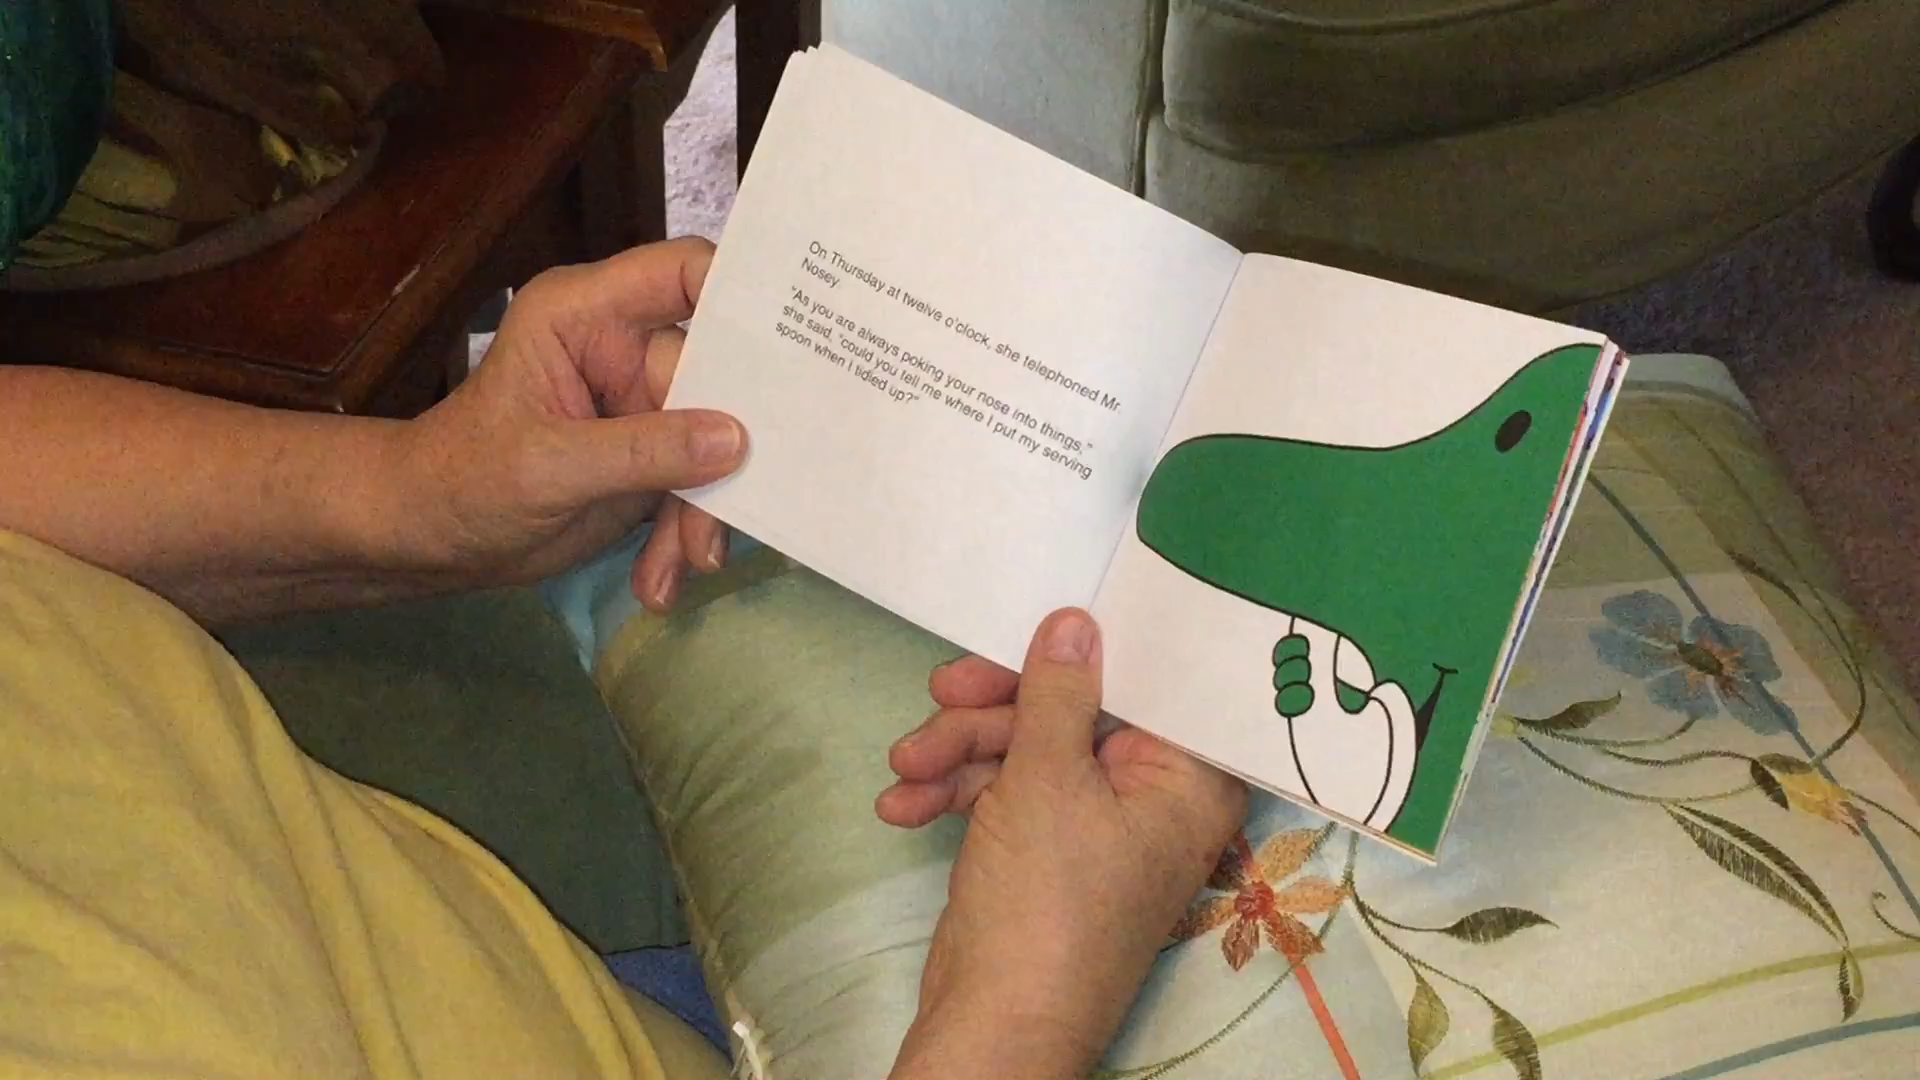 On Thursday at twelve o'clock, she telephoned Mr.
Nosey.
"As you are always poking your nose into things,"
she said, "could you tell me where I put my serving
spoon when I tidied up?"